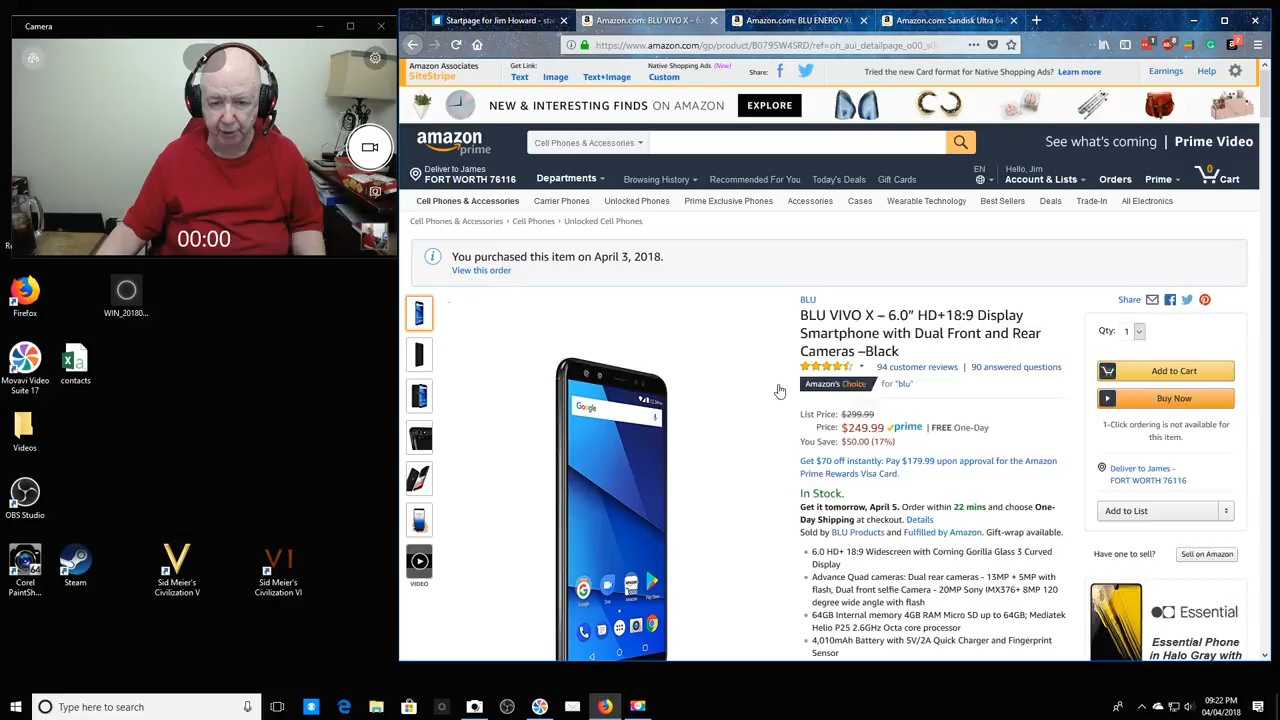 Camera
00:00
Firefox
WIN_20180...
Movavi Video
Suite 17
contacts
Videos
OBS Studio
Corel
PaintSh...
Steam
Sid Meier's
Civilization V
Sid Meier's
Civilization VI
Startpage for Jim Howard - sta
Amazon.com: BLU VIVO X – 6.
Amazon.com: BLU ENERGY X
Amazon.com: Sandisk Ultra 64
https://www.amazon.com/gp/product/B0795W4SRD/ref=oh_aui_detailpage_o00_s0
Amazon Associates
SiteStripe
Get Link:
Text
Image
Text+Image
Native Shopping Ads (New)
Custom
Share:
Tried the new Card format for Native Shopping Ads? Learn more
Earnings
Help
NEW & INTERESTING FINDS ON AMAZON
EXPLORE
amazon
prime
Cell Phones & Accessories
See what's coming | Prime Video
Deliver to James
FORT WORTH 76116
Departments
Browsing History
Recommended For You
Today's Deals
Gift Cards
EN
Hello, Jim
Account & Lists
Orders
Prime
0
Cart
Cell Phones & Accessories
Carrier Phones
Unlocked Phones
Prime Exclusive Phones
Accessories
Cases
Wearable Technology
Best Sellers
Deals
Trade-In
All Electronics
Cell Phones & Accessories › Cell Phones › Unlocked Cell Phones
You purchased this item on April 3, 2018.
View this order
VIDEO
Google
BLU
BLU VIVO X – 6.0” HD+18:9 Display
Smartphone with Dual Front and Rear
Cameras –Black
94 customer reviews | 90 answered questions
Amazon's Choice for "blu"
List Price: $299.99
Price: $249.99 prime | FREE One-Day
You Save: $50.00 (17%)
Get $70 off instantly: Pay $179.99 upon approval for the Amazon
Prime Rewards Visa Card.
In Stock.
Get it tomorrow, April 5. Order within 22 mins and choose One-
Day Shipping at checkout. Details
Sold by BLU Products and Fulfilled by Amazon. Gift-wrap available.
• 6.0 HD+ 18:9 Widescreen with Corning Gorilla Glass 3 Curved
Display
• Advance Quad cameras: Dual rear cameras - 13MP + 5MP with
flash, Dual front selfie Camera - 20MP Sony IMX376+ 8MP 120
degree wide angle with flash
• 64GB Internal memory 4GB RAM Micro SD up to 64GB; Mediatek
Helio P25 2.6GHz Octa core processor
• 4,010mAh Battery with 5V/2A Quick Charger and Fingerprint
Sensor
Share
Qty: 1
Add to Cart
Buy Now
1-Click ordering is not available for
this item.
Deliver to James -
FORT WORTH 76116
Add to List
Have one to sell?
Sell on Amazon
Essential
Essential Phone
in Halo Gray with
Type here to search
09:22 PM
04/04/2018